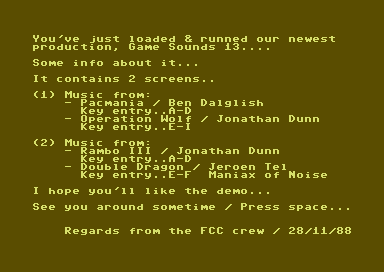 You've just loaded & runned our newest
production, Game Sounds 13....
Some info about it...
It contains 2 screens..
(1) Music from:
- Pacmania / Ben Dalglish
Key entry..A-D
- Operation Wolf / Jonathan Dunn
Key entry..E-I
(2) Music from:
- Rambo III / Jonathan Dunn
Key entry..A-D
- Double Dragon / Jeroen Tel
Key entry..E-F  Maniax of Noise
I hope you'll like the demo...
See you around sometime / Press space...
Regards from the FCC crew / 28/11/88